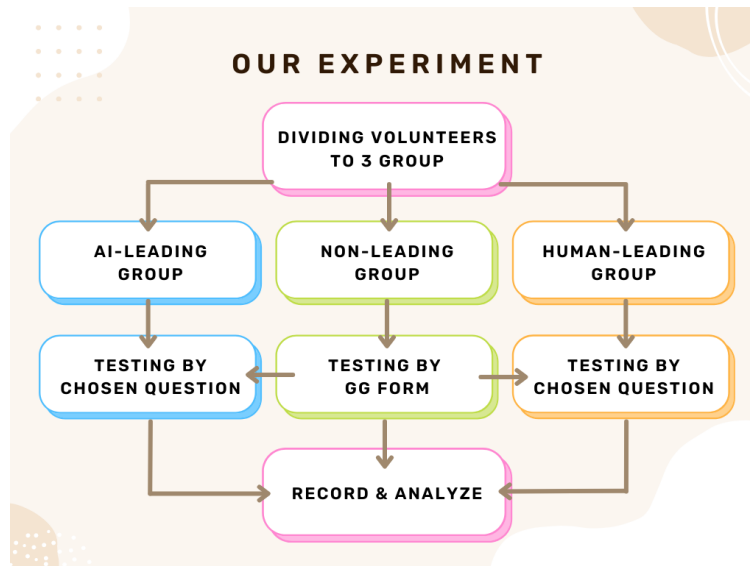 OUR EXPERIMENT
DIVIDING VOLUNTEERS
TO 3 GROUP
AI-LEADING
GROUP
NON-LEADING
GROUP
HUMAN-LEADING
GROUP
TESTING BY
CHOSEN QUESTION
TESTING BY
GG FORM
TESTING BY
CHOSEN QUESTION
RECORD & ANALYZE